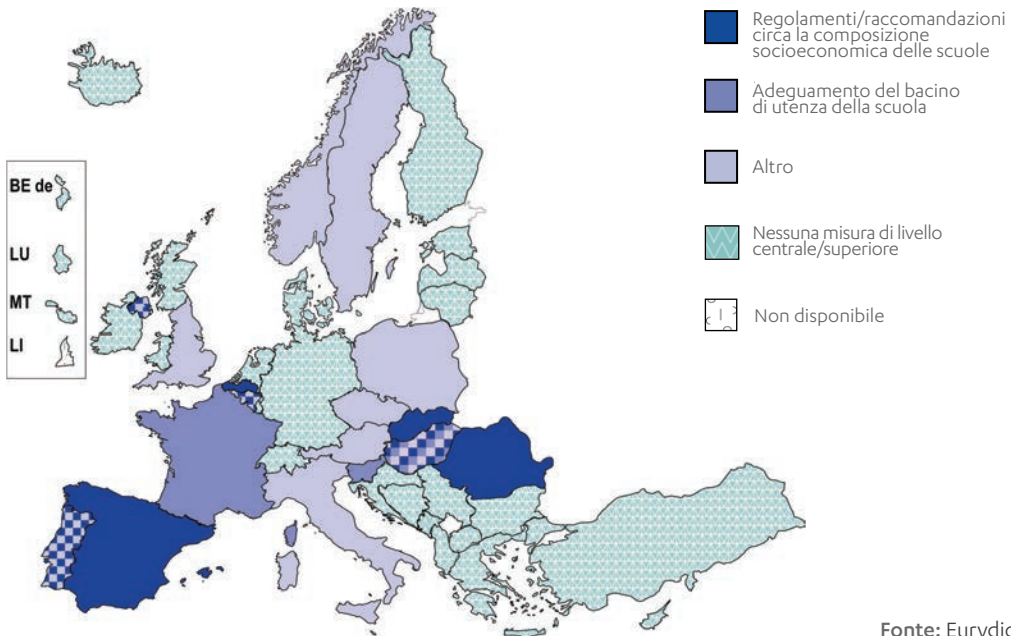 Regolamenti/raccomandazioni
circa la composizione
socioeconomica delle scuole
Adeguamento del bacino
di utenza della scuola
Altro
Nessuna misura di livello
centrale/superiore
Non disponibile
BE de
LU
MT
LI
Fonte: Eurydic